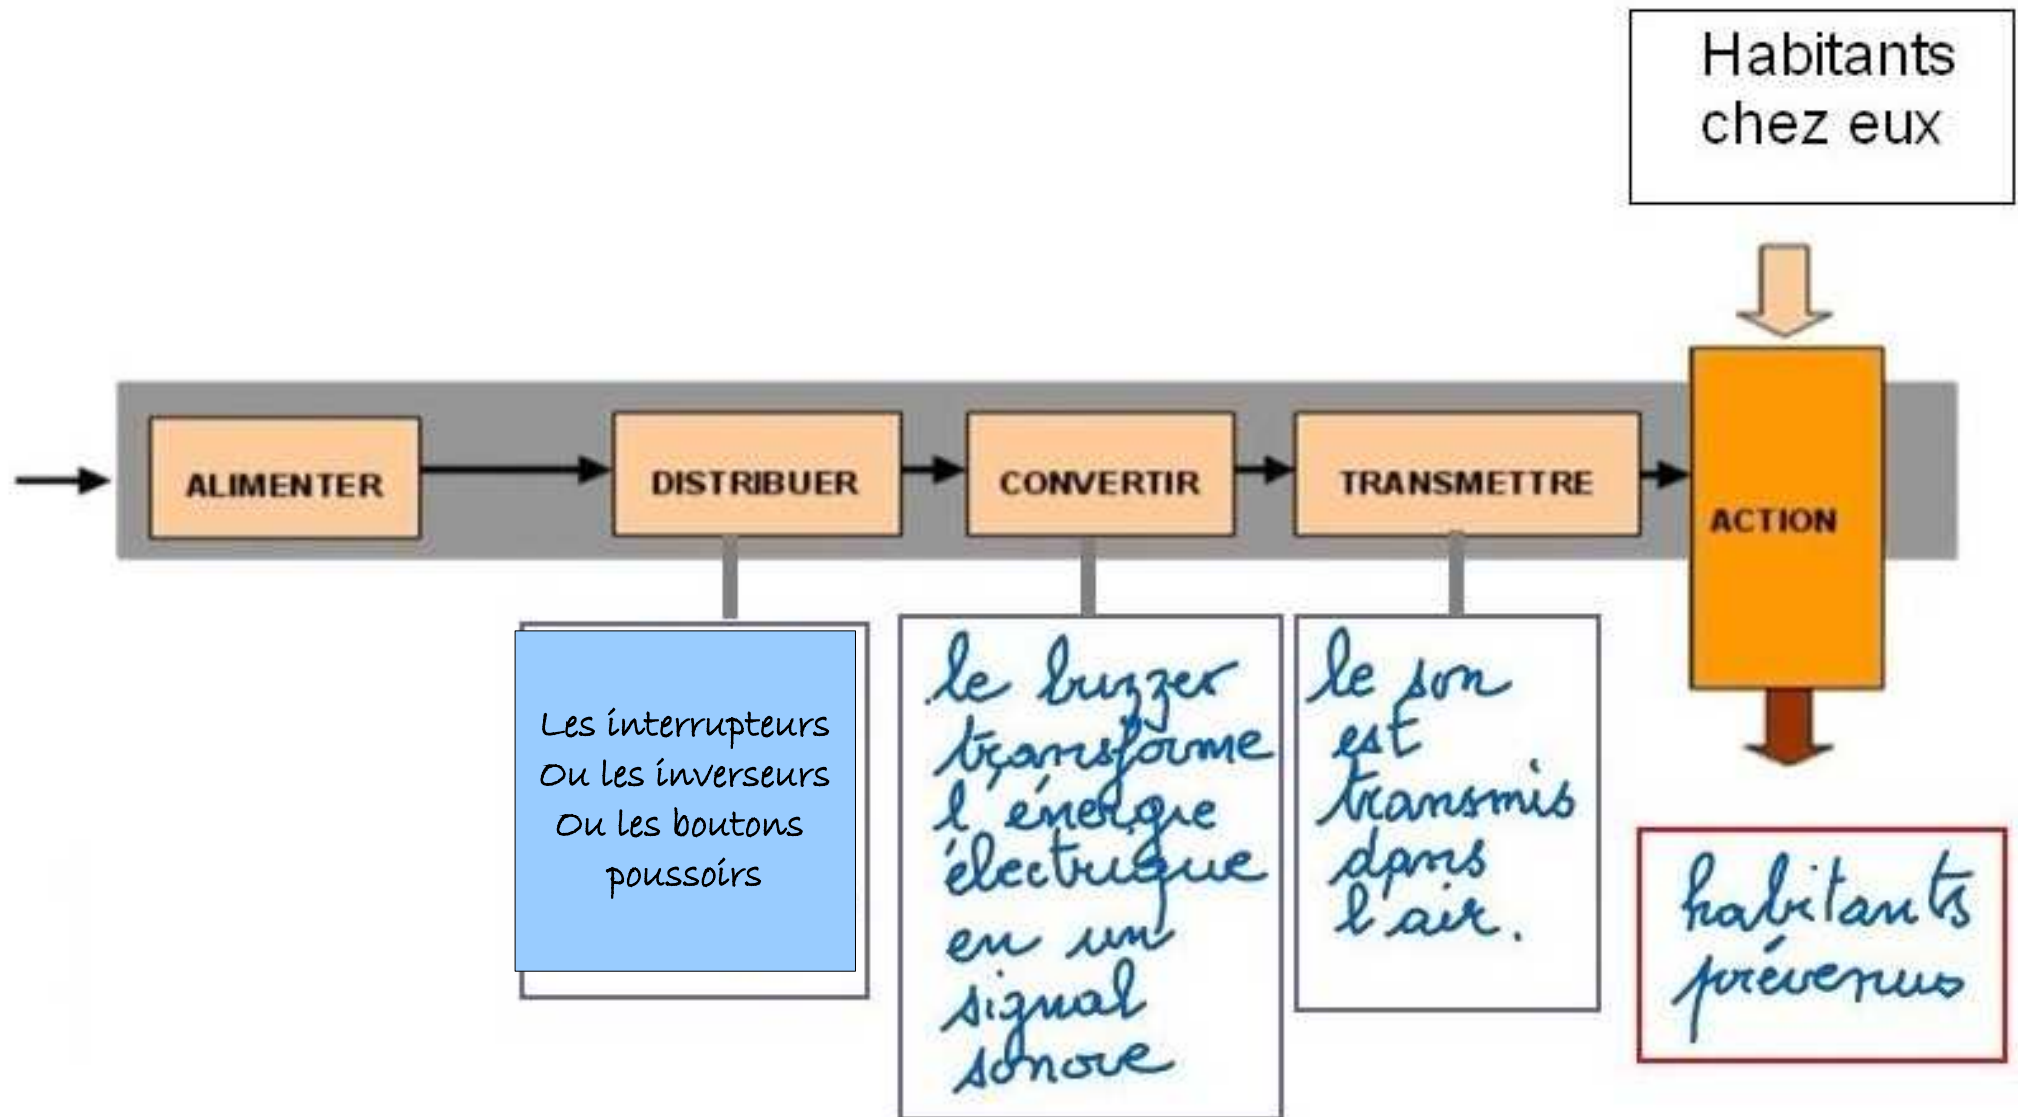 Habitants
chez eux
ALIMENTER
DISTRIBUER
CONVERTIR
TRANSMETTRE
ACTION
Les interrupteurs
Ou les inverseurs
Ou les boutons
poussoirs
le buzzer
transforme
l'énergie
électrique
en un
signal
sonore
le son
est
transmis
dans
l'air.
habitants
prévenus